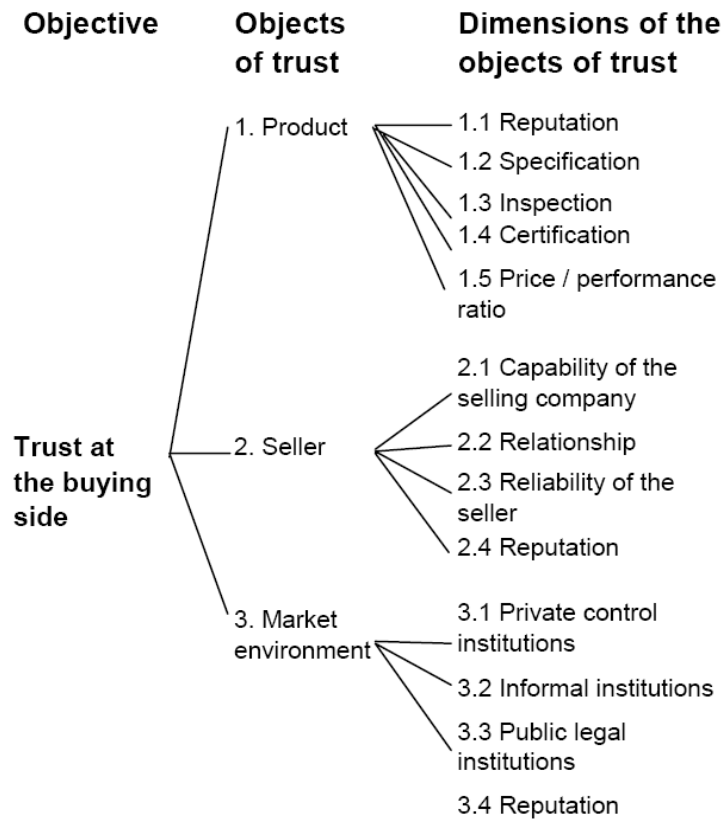 Objective
Objects
of trust
Dimensions of the
objects of trust
1. Product
1.1 Reputation
1.2 Specification
1.3 Inspection
1.4 Certification
1.5 Price / performance
ratio
Trust at
the buying
side
2. Seller
2.1 Capability of the
selling company
2.2 Relationship
2.3 Reliability of the
seller
2.4 Reputation
3. Market
environment
3.1 Private control
institutions
3.2 Informal institutions
3.3 Public legal
institutions
3.4 Reputation